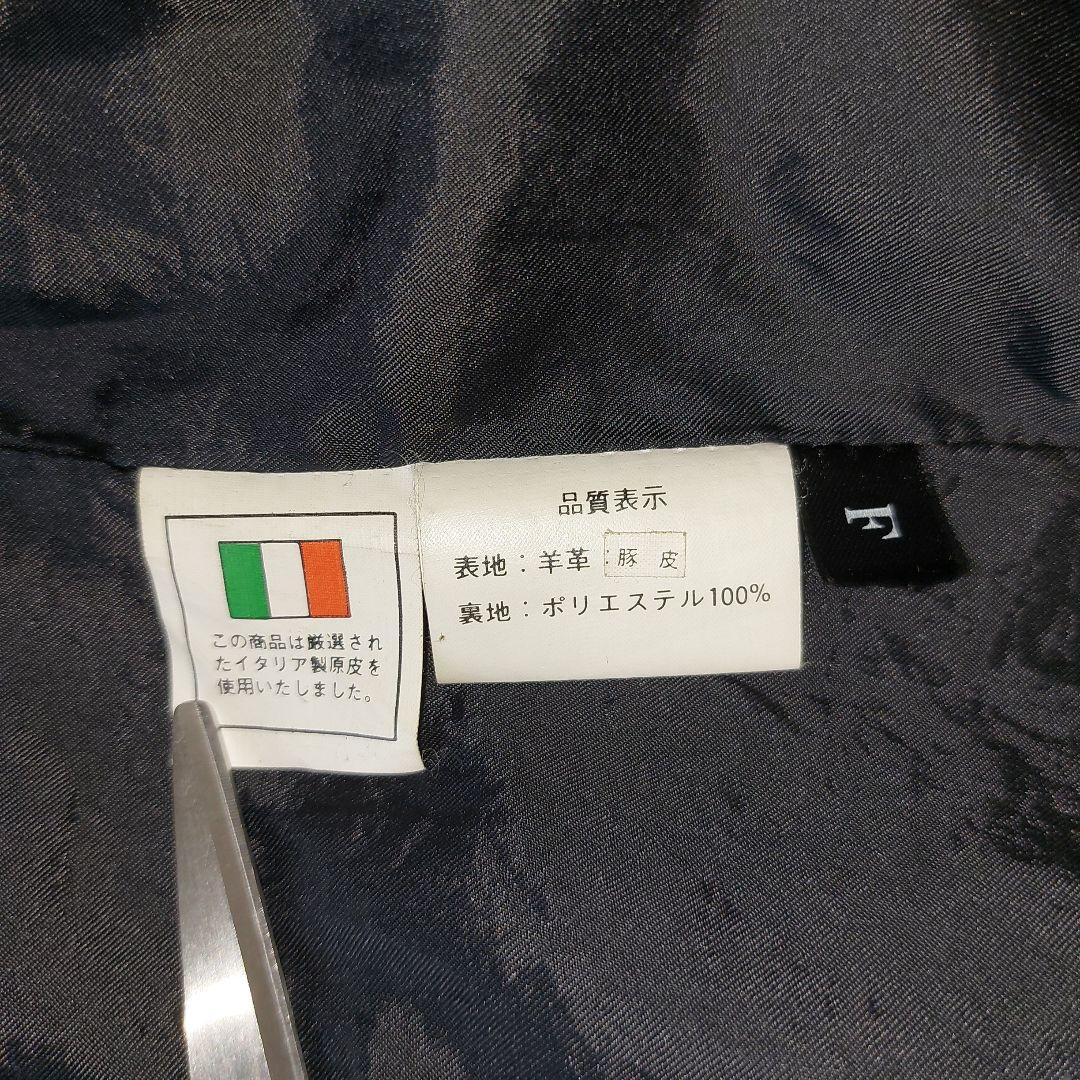 この商品は厳選され
たイタリア製原皮を
使用いたしました。
品質表示
表地：羊革：豚 皮
裏地：ポリエステル100%
F